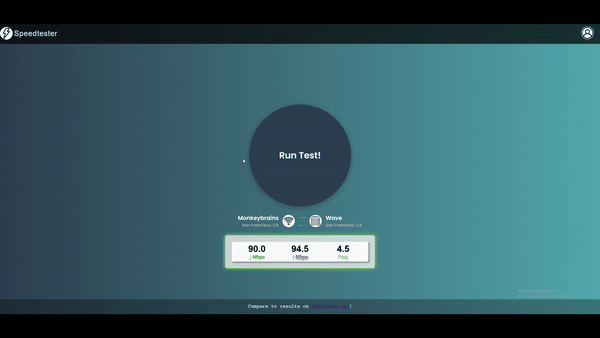 Speedtester
Run Test!
Monkeybrains
San Francisco, CA
Wave
San Francisco, CA
90.0
94.5
4.5
↓ Mbps
↑ Mbps
Ping
Compare to results on